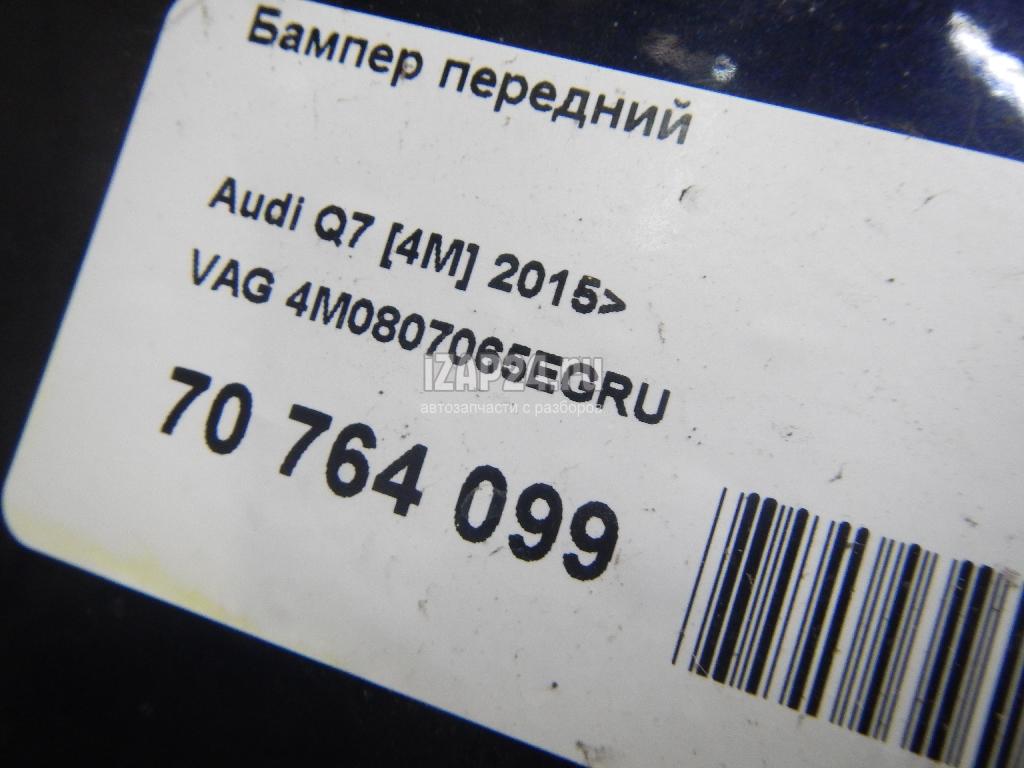 Бампер передний
Audi Q7 [4M] 2015>
VAG 4M0807065EGRU
IZAP24.ru
автозапчасти с разборов
70 764 099